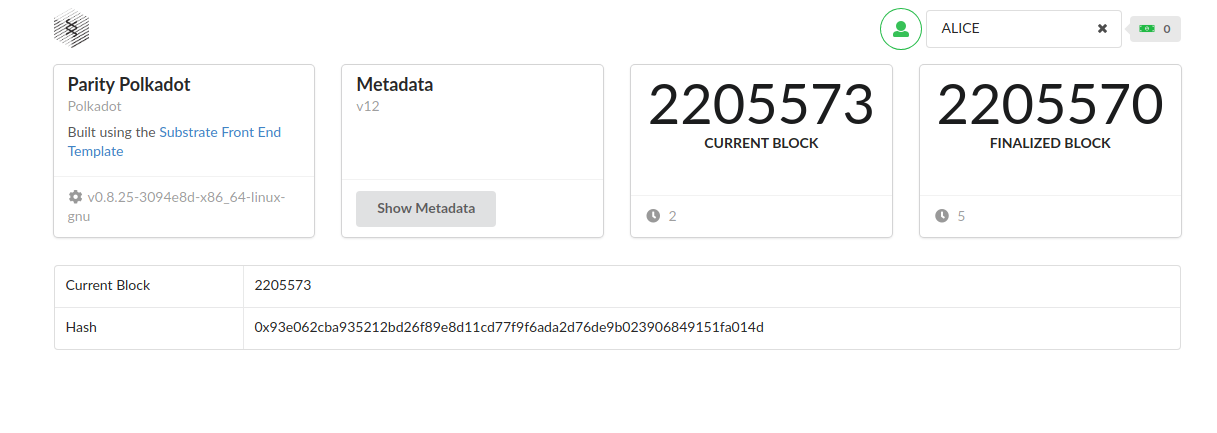 ALICE
0
Parity Polkadot
Polkadot
Built using the Substrate Front End
Template
v0.8.25-3094e8d-x86_64-linux-
gnu
Metadata
v12
Show Metadata
2205573
CURRENT BLOCK
2
2205570
FINALIZED BLOCK
5
Current Block 2205573
Hash 0x93e062cba935212bd26f89e8d11cd77f9f6ada2d76de9b023906849151fa014d